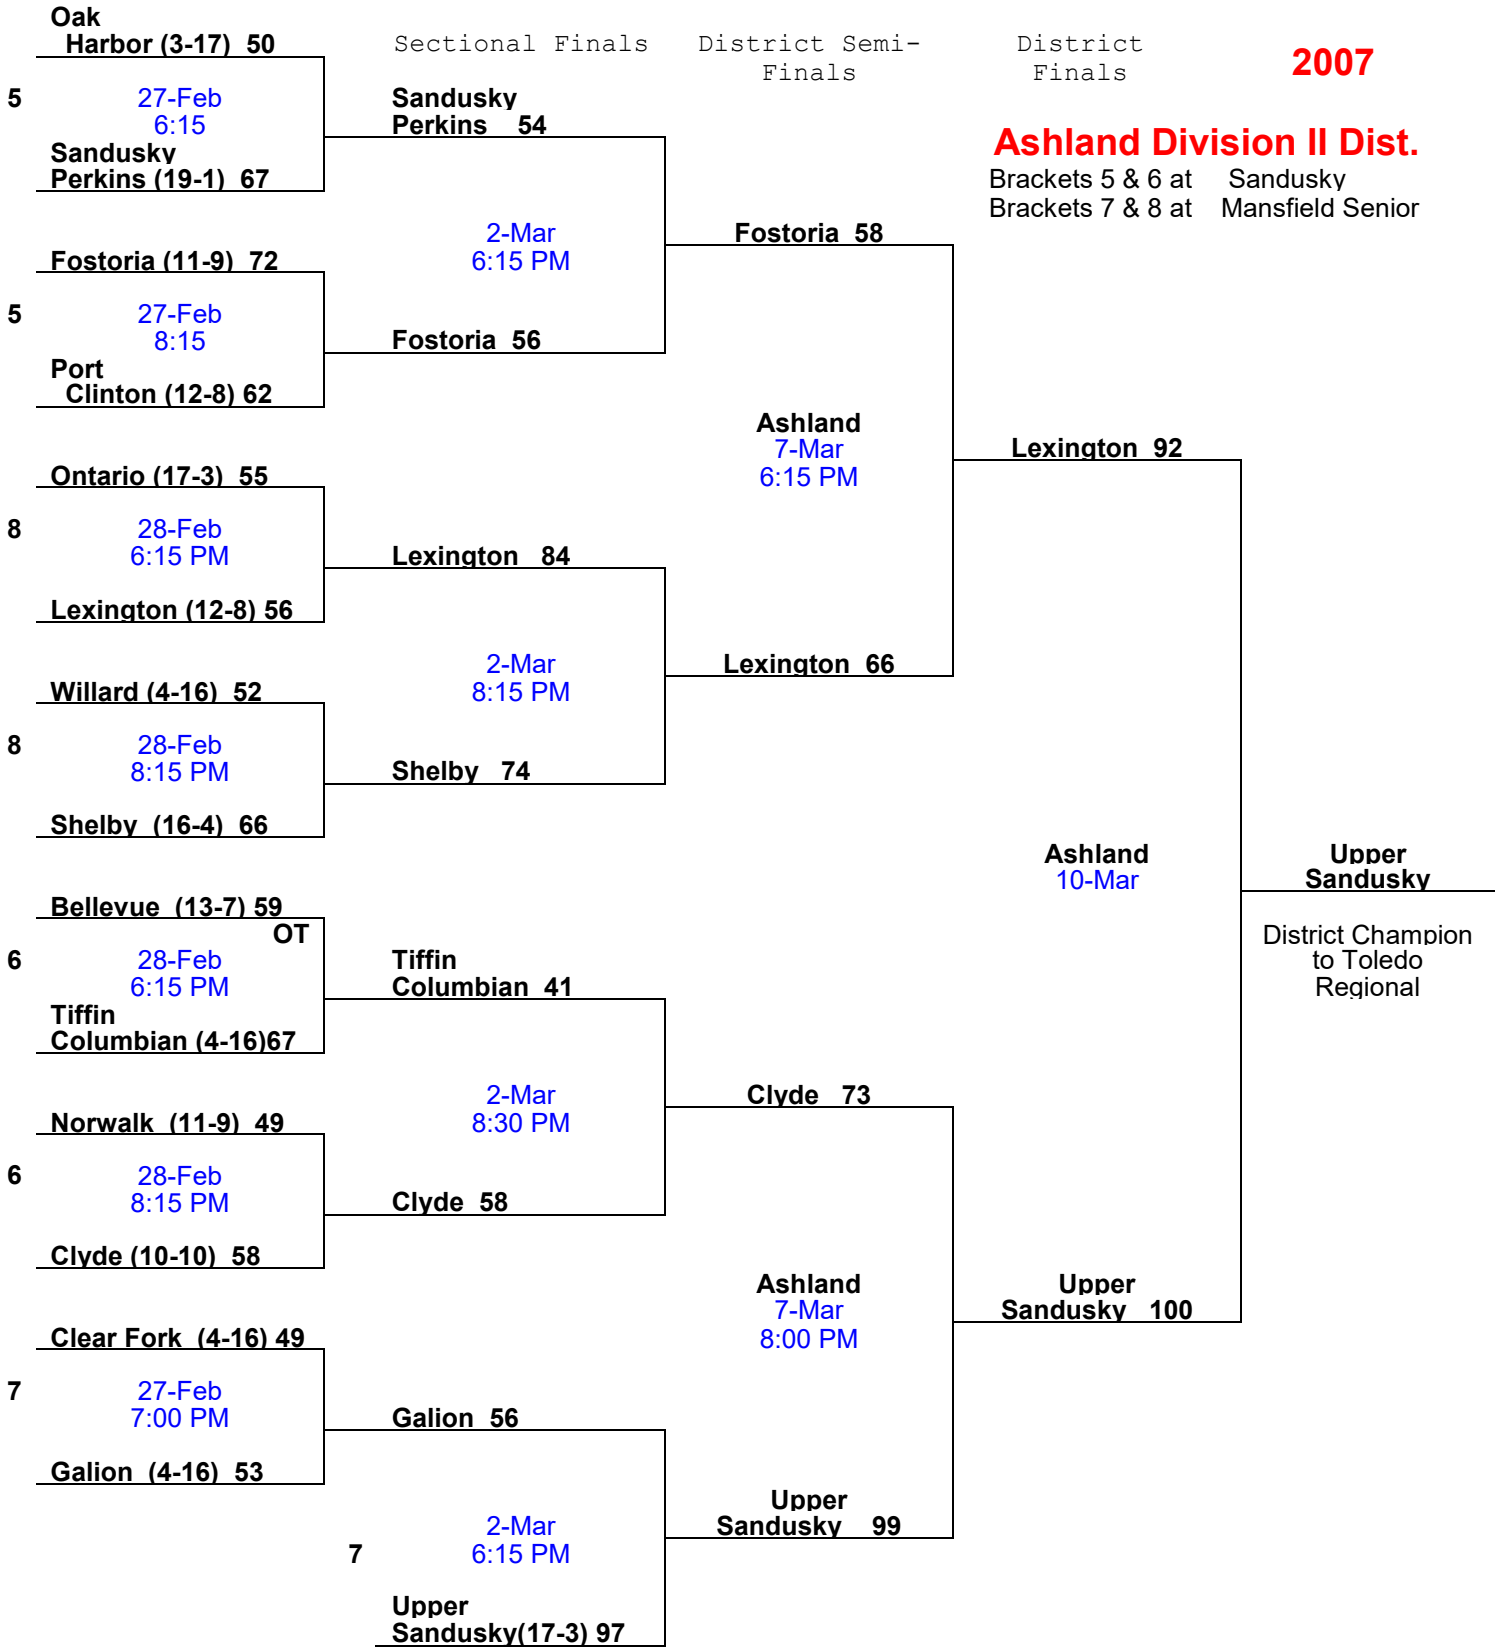 Oak
Harbor (3-17) 50
Sectional Finals
District Semi-
Finals
District
Finals
2007
5
27-Feb
6:15
Sandusky
Perkins 54
Sandusky
Perkins (19-1) 67
Ashland Division II Dist.
Brackets 5 & 6 at Sandusky
Brackets 7 & 8 at Mansfield Senior
2-Mar
6:15 PM
Fostoria 58
Fostoria (11-9) 72
5
27-Feb
8:15
Fostoria 56
Port
Clinton (12-8) 62
Ashland
7-Mar
6:15 PM
Lexington 92
Ontario (17-3) 55
8
28-Feb
6:15 PM
Lexington 84
Lexington (12-8) 56
2-Mar
8:15 PM
Lexington 66
Willard (4-16) 52
8
28-Feb
8:15 PM
Shelby 74
Shelby (16-4) 66
Ashland
10-Mar
Upper
Sandusky
District Champion
to Toledo
Regional
Bellevue (13-7) 59
OT
6
28-Feb
6:15 PM
Tiffin
Columbian 41
Tiffin
Columbian (4-16)67
2-Mar
8:30 PM
Clyde 73
Norwalk (11-9) 49
6
28-Feb
8:15 PM
Clyde 58
Clyde (10-10) 58
Ashland
7-Mar
8:00 PM
Upper
Sandusky 100
Clear Fork (4-16) 49
7
27-Feb
7:00 PM
Galion 56
Galion (4-16) 53
Upper
Sandusky 99
7
2-Mar
6:15 PM
Upper
Sandusky(17-3) 97